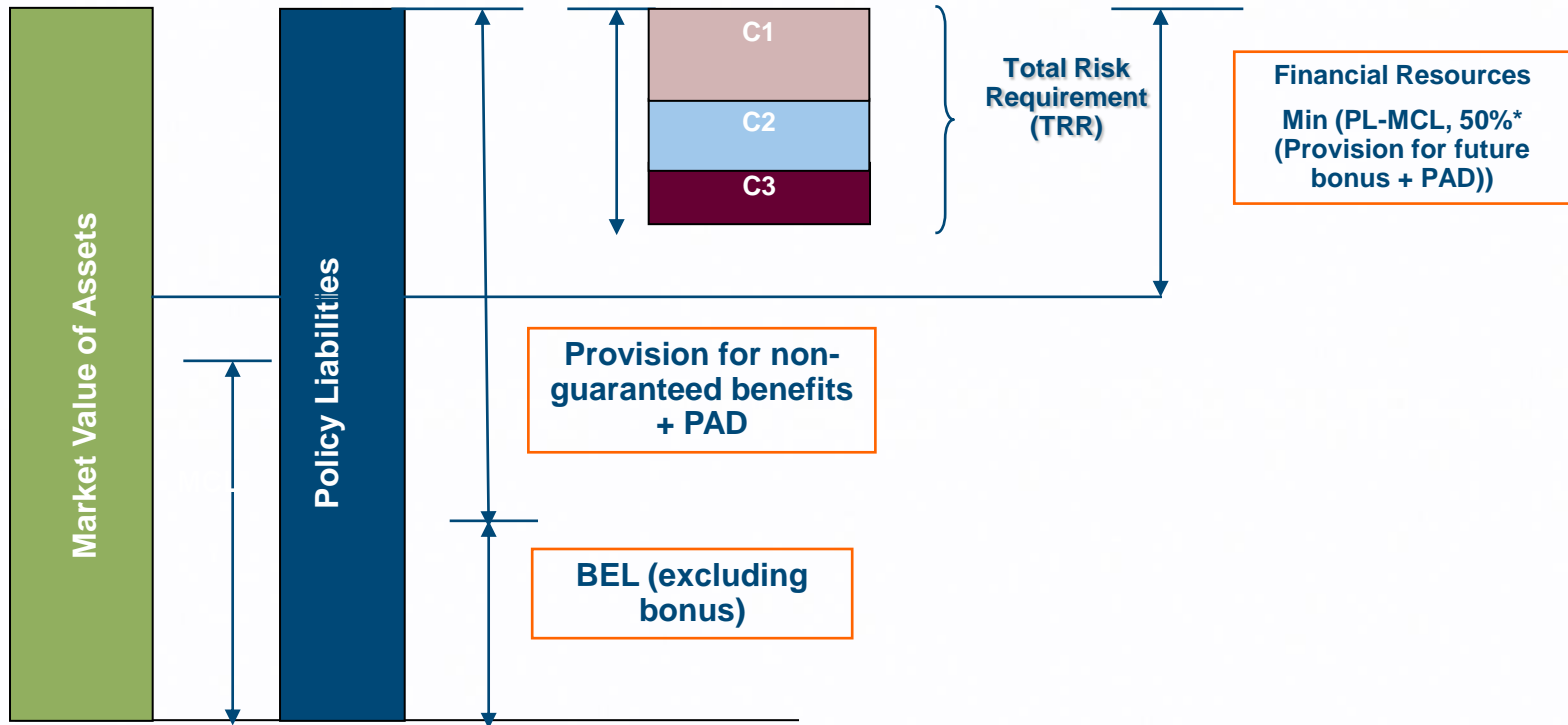 Market Value of Assets
Policy Liabilities
C1
C2
C3
Total Risk
Requirement
(TRR)
Financial Resources
Min (PL-MCL, 50%*
(Provision for future
bonus + PAD))
Provision for non-
guaranteed benefits
+ PAD
BEL (excluding
bonus)